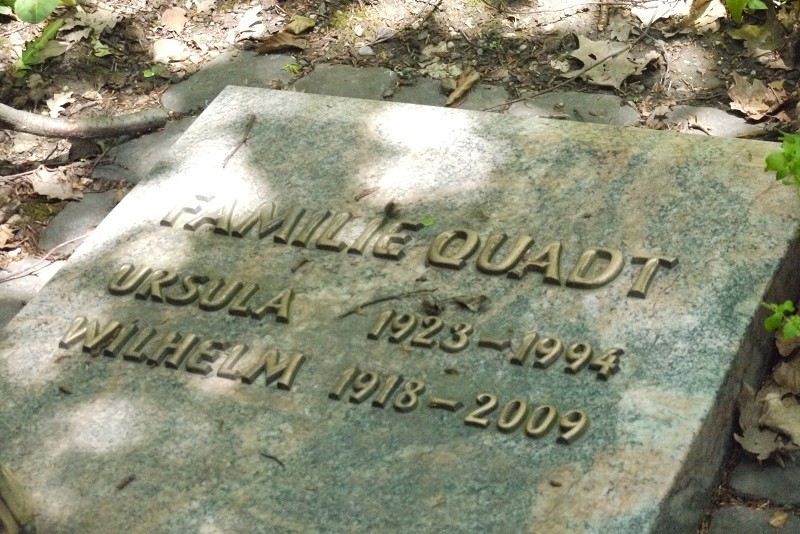 FAMILIE QUADT
URSULA 1923-1994
WILHELM 1918-2009